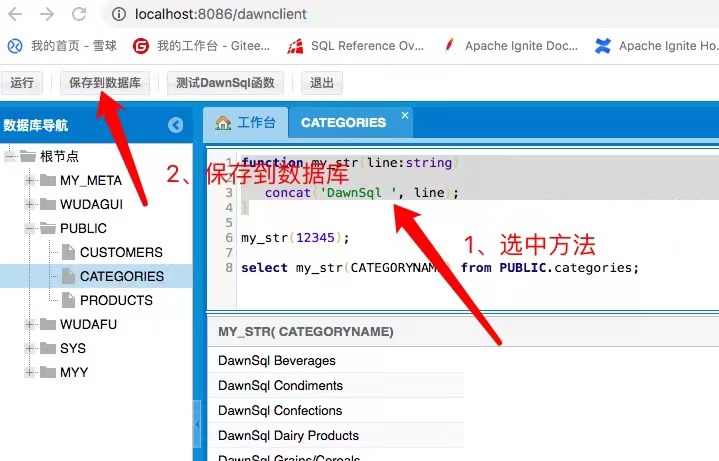 localhost:8086/dawnclient
我的首页 - 雪球
我的工作台 - Gitee...
SQL Reference Ov...
Apache Ignite Doc...
Apache Ignite Ho...
运行
保存到数据库
测试DawnSql函数
退出
数据库导航
工作台
CATEGORIES
根节点
MY_META
WUDAGUI
PUBLIC
CUSTOMERS
CATEGORIES
PRODUCTS
WUDAFU
SYS
MYY
1 function my_str(line:string)
2
3 concat('DawnSql ', line);
4 }
5
6 my_str(12345);
7
8 select my_str(CATEGORYNAME) from PUBLIC.categories;
2、保存到数据库
1、选中方法
MY_STR( CATEGORYNAME)
DawnSql Beverages
DawnSql Condiments
DawnSql Confections
DawnSql Dairy Products
DawnSql Grains/Cereals